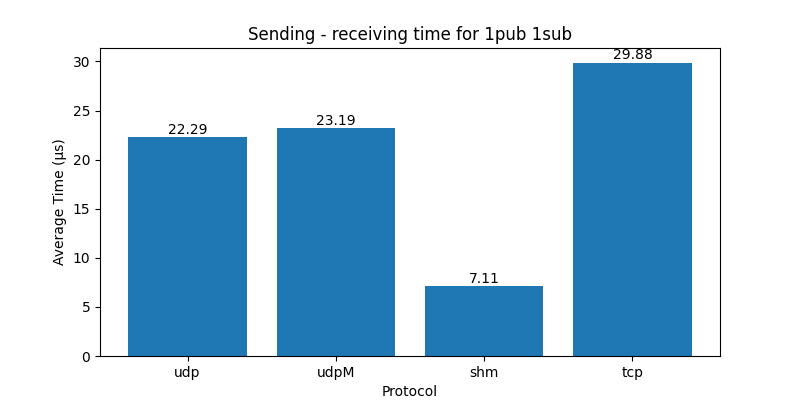 Sending - receiving time for 1pub 1sub
Average Time (µs)
30
25
20
15
10
5
0
22.29
23.19
7.11
29.88
udp
udpM
shm
tcp
Protocol